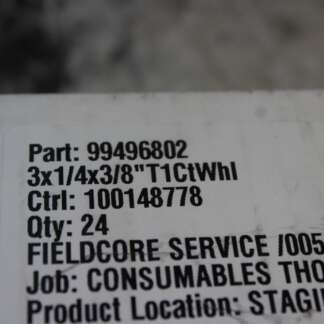 Part: 99496802
3x1/4x3/8"T1CtWhl
Ctrl: 100148778
Qty: 24
FIELDCORE SERVICE /005
Job: CONSUMABLES THO
Product Location: STAGI